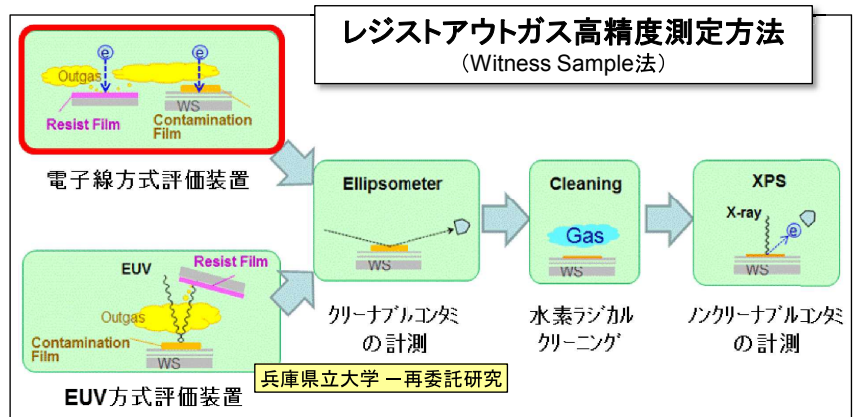 レジストアウトガス高精度測定方法
（Witness Sample法）
e
e
Outgas
WS
Resist Film
Contamination
Film
電子線方式評価装置
EUV
Resist Film
Outgas
Contamination
Film
WS
EUV方式評価装置
兵庫県立大学 －再委託研究
Ellipsometer
WS
クリーナブルコンタミ
の計測
Cleaning
Gas
WS
水素ラジカル
クリーニング
XPS
X-ray
e
WS
ノンクリーナブルコンタミ
の計測